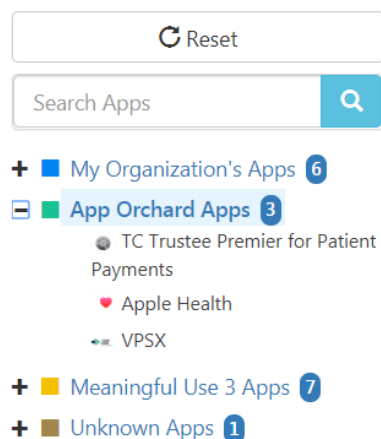 Reset
Search Apps
My Organization's Apps 6
App Orchard Apps 3
TC Trustee Premier for Patient
Payments
Apple Health
VPSX
Meaningful Use 3 Apps 7
Unknown Apps 1